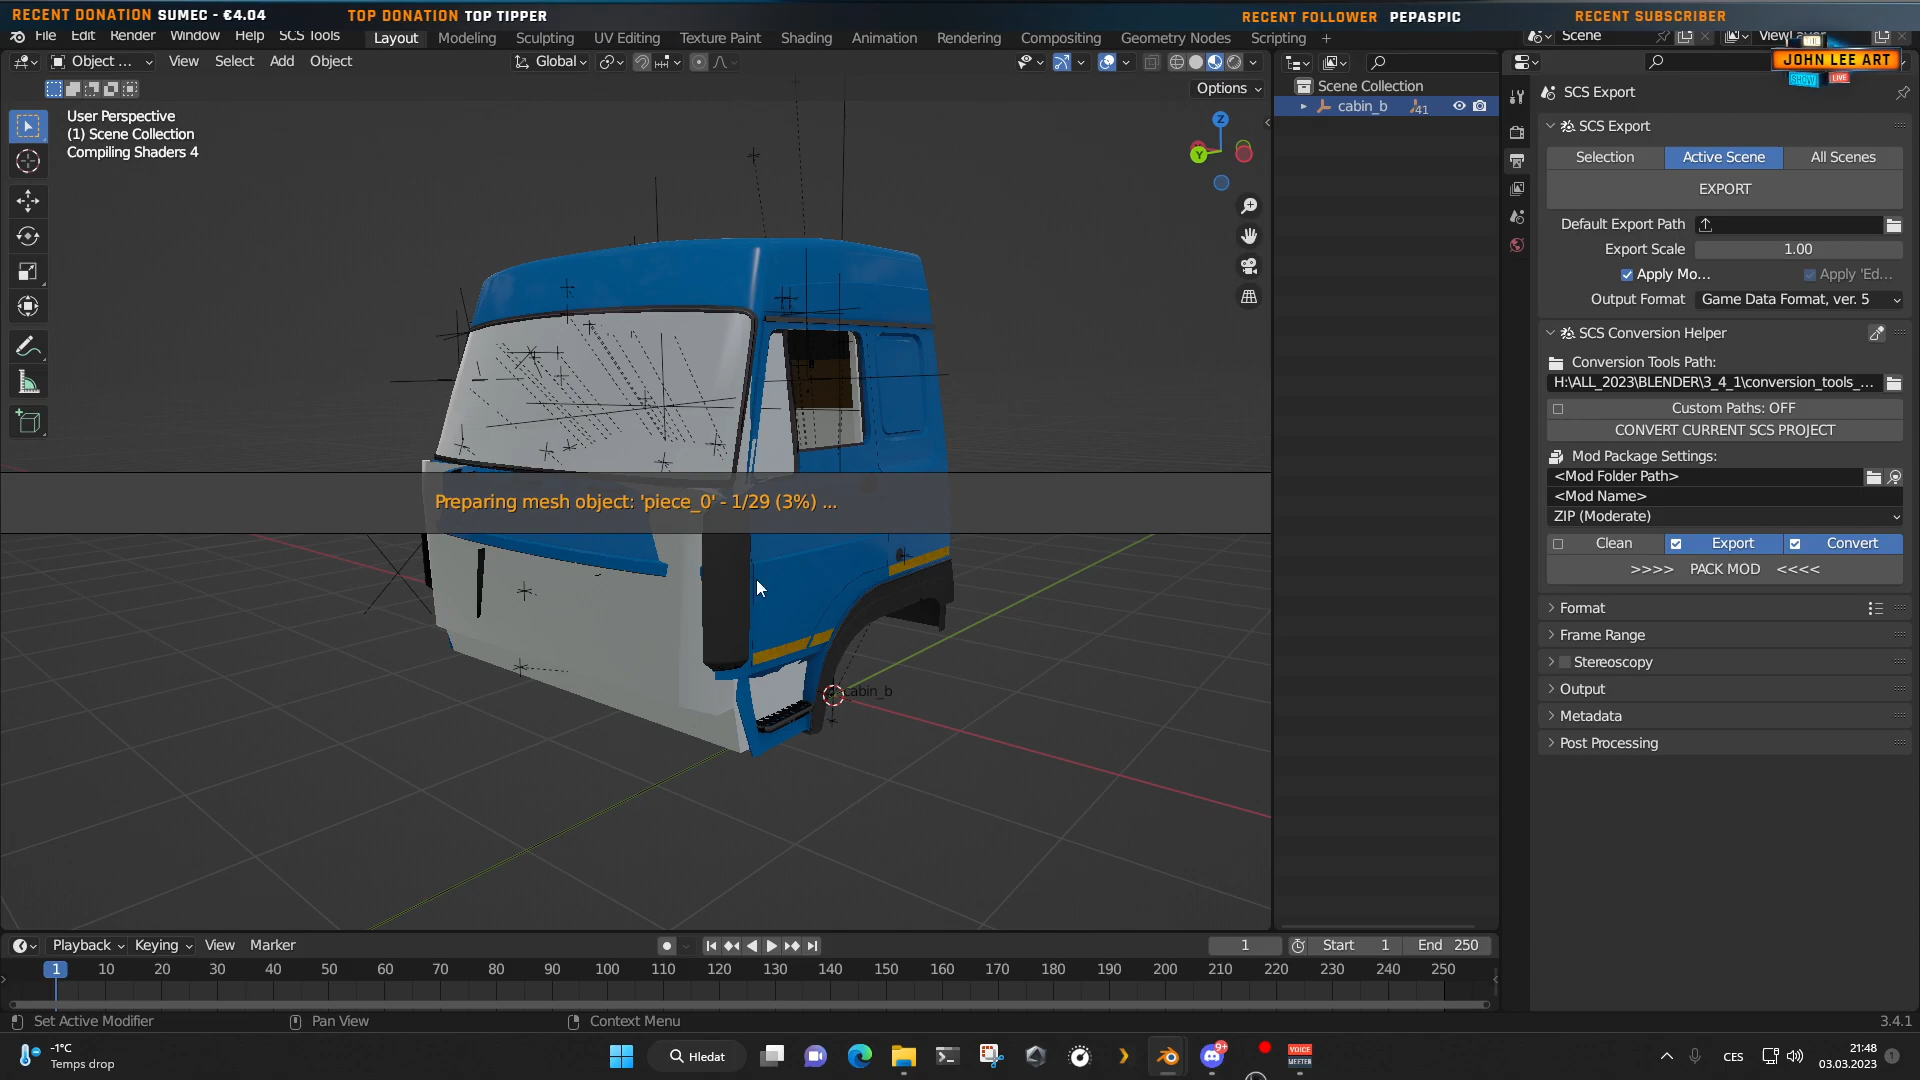 RECENT DONATION SUMEC - €4.04
TOP DONATION TOP TIPPER
RECENT FOLLOWER PEPASPIC
RECENT SUBSCRIBER
File Edit Render Window Help SCS Tools
Layout Modeling Sculpting UV Editing Texture Paint Shading Animation Rendering Compositing Geometry Nodes Scripting +
Scene
ViewLayer
JOHN LEE ART
SHOW LIVE
Object ... View Select Add Object
Global
Options
User Perspective
(1) Scene Collection
Compiling Shaders 4
Z
Y
Preparing mesh object: 'piece_0' - 1/29 (3%) ...
cabin_b
Scene Collection
cabin_b 41
SCS Export
SCS Export
Selection Active Scene All Scenes
EXPORT
Default Export Path
Export Scale 1.00
Apply Mo... Apply 'Ed...
Output Format Game Data Format, ver. 5
SCS Conversion Helper
Conversion Tools Path:
H:\ALL_2023\BLENDER\3_4_1\conversion_tools_...
Custom Paths: OFF
CONVERT CURRENT SCS PROJECT
Mod Package Settings:
<Mod Folder Path>
<Mod Name>
ZIP (Moderate)
Clean Export Convert
>>>> PACK MOD <<<<
Format
Frame Range
Stereoscopy
Output
Metadata
Post Processing
Playback Keying View Marker
1 Start 1 End 250
1 10 20 30 40 50 60 70 80 90 100 110 120 130 140 150 160 170 180 190 200 210 220 230 240 250
Set Active Modifier Pan View Context Menu 3.4.1
-1°C
Temps drop
Hledat
9+
VOICE
MEETER
CES
21:48
03.03.2023
1